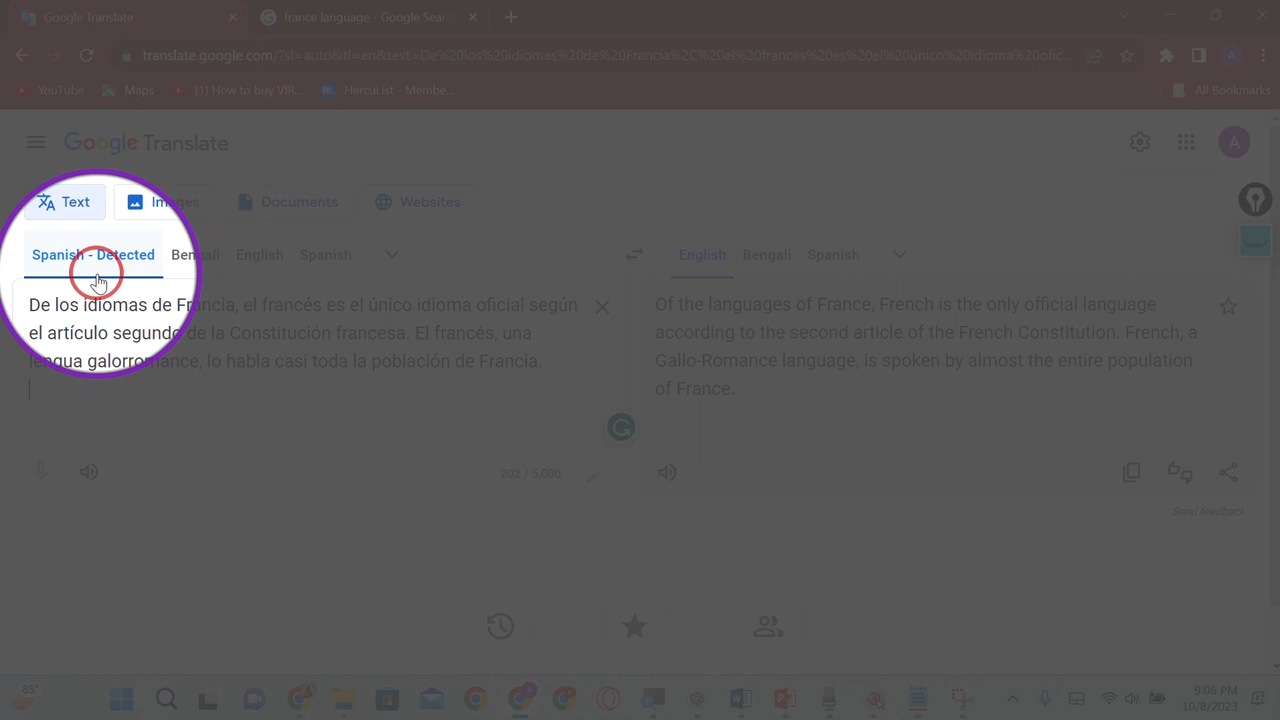 Google Translate
france language - Google Sear
translate.google.com/?sl=auto&tl=en&text=De%20los%20idiomas%20de%20Francia%2C%20el%20francés%20es%20el%20único%20idioma%20ofic...
YouTube
Maps
(1) How to buy VIR...
HercuList - Membe...
All Bookmarks
Google Translate
A
Text
Images
Documents
Websites
Spanish - Detected
Bengali
English
Spanish
English
Bengali
Spanish
De los idiomas de Francia, el francés es el único idioma oficial según
el artículo segundo de la Constitución francesa. El francés, una
lengua galorromance, lo habla casi toda la población de Francia.
Of the languages of France, French is the only official language
according to the second article of the French Constitution. French, a
Gallo-Romance language, is spoken by almost the entire population
of France.
202 / 5,000
Send feedback
85°
9:06 PM
10/8/2023